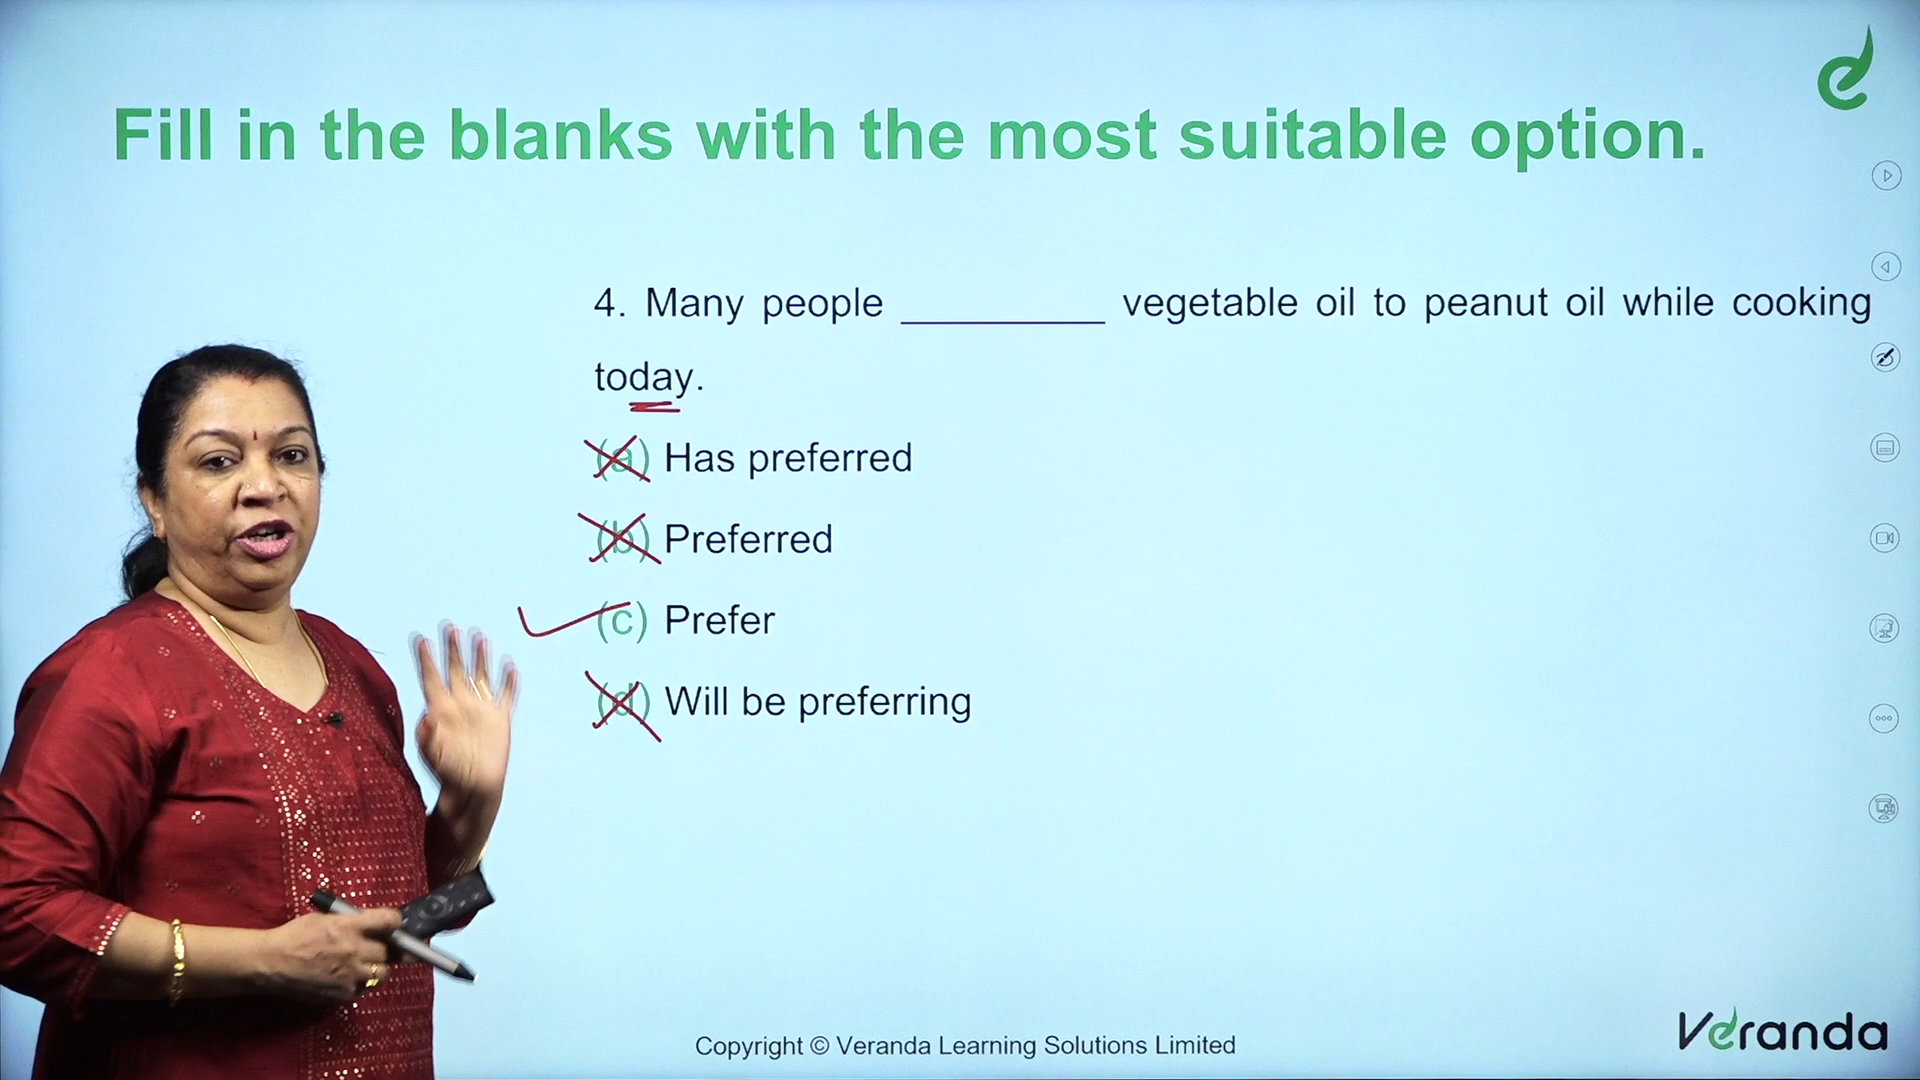 Fill in the blanks with the most suitable option.
4. Many people __________ vegetable oil to peanut oil while cooking
today.
(a) Has preferred
(b) Preferred
(c) Prefer
(d) Will be preferring
Copyright © Veranda Learning Solutions Limited
Veranda